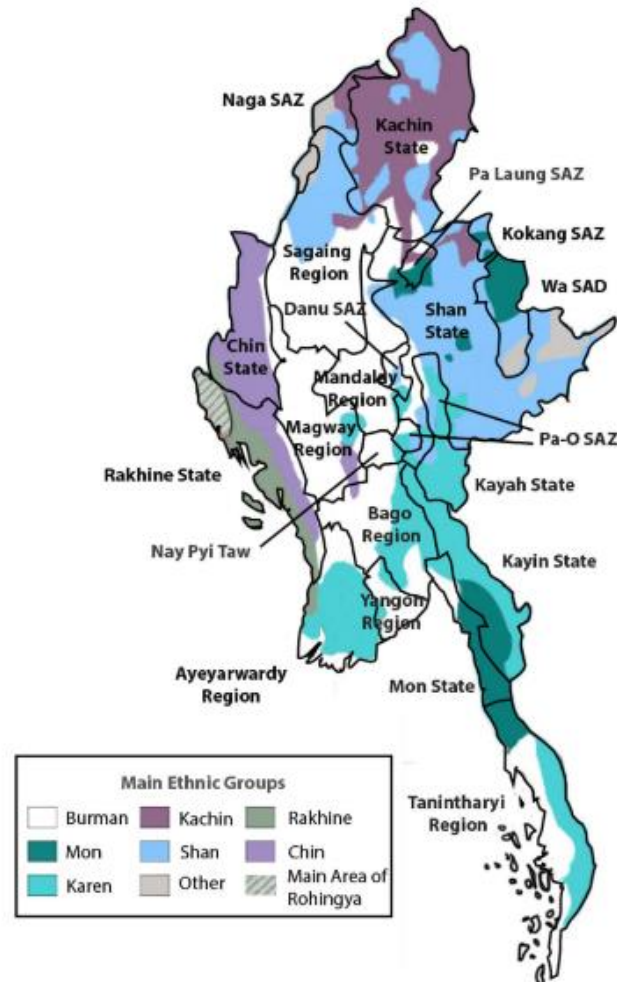 Naga SAZ
Kachin
State
Pa Laung SAZ
Sagaing
Region
Kokang SAZ
Danu SAZ
Wa SAD
Shan
State
Chin
State
Mandalay
Region
Magway
Region
Pa-O SAZ
Rakhine State
Kayah State
Bago
Region
Nay Pyi Taw
Kayin State
Yangon
Region
Ayeyarwardy
Region
Mon State
Tanintharyi
Region
Main Ethnic Groups
Burman
Kachin
Rakhine
Mon
Shan
Chin
Karen
Other
Main Area of
Rohingya